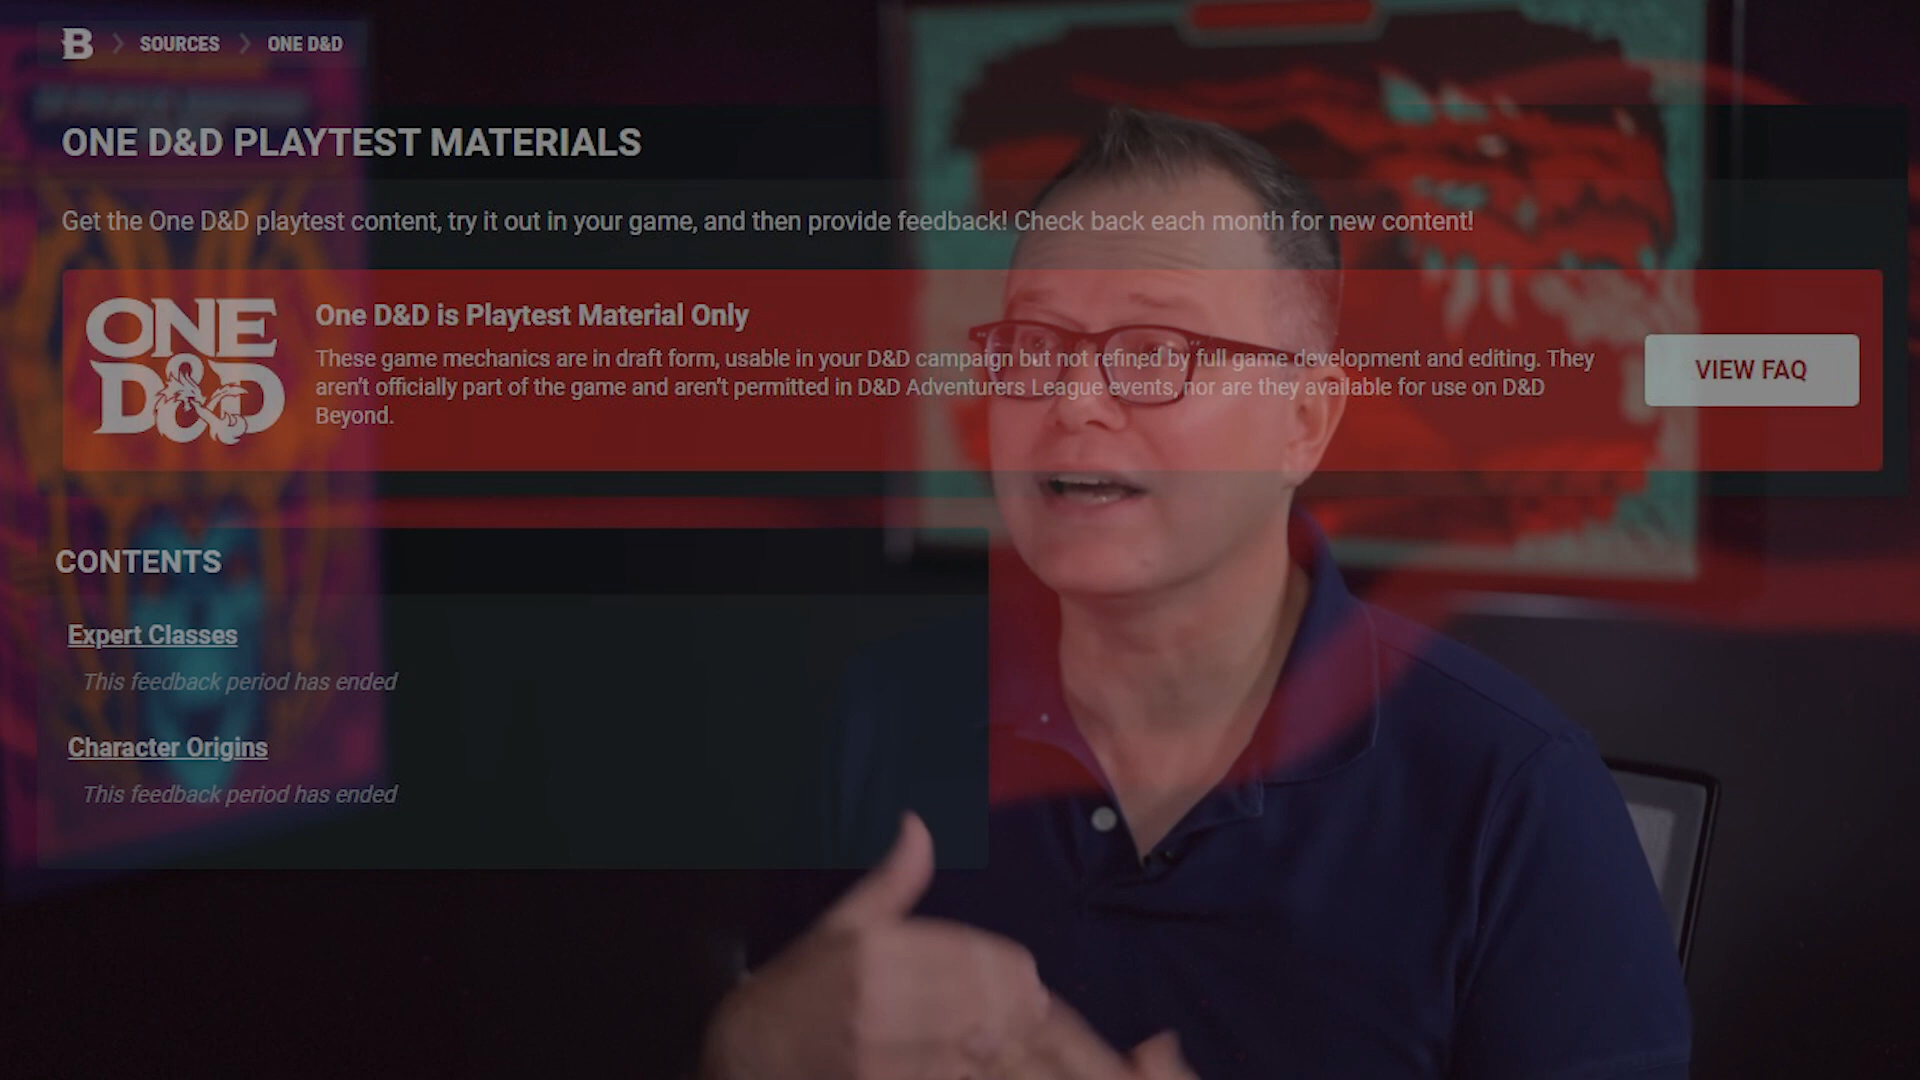 B > SOURCES > ONE D&D
ONE D&D PLAYTEST MATERIALS
Get the One D&D playtest content, try it out in your game, and then provide feedback! Check back each month for new content!
ONE
D&D
One D&D is Playtest Material Only
These game mechanics are in draft form, usable in your D&D campaign but not refined by full game development and editing. They
aren't officially part of the game and aren't permitted in D&D Adventurers League events, nor are they available for use on D&D
Beyond.
VIEW FAQ
CONTENTS
Expert Classes
This feedback period has ended
Character Origins
This feedback period has ended